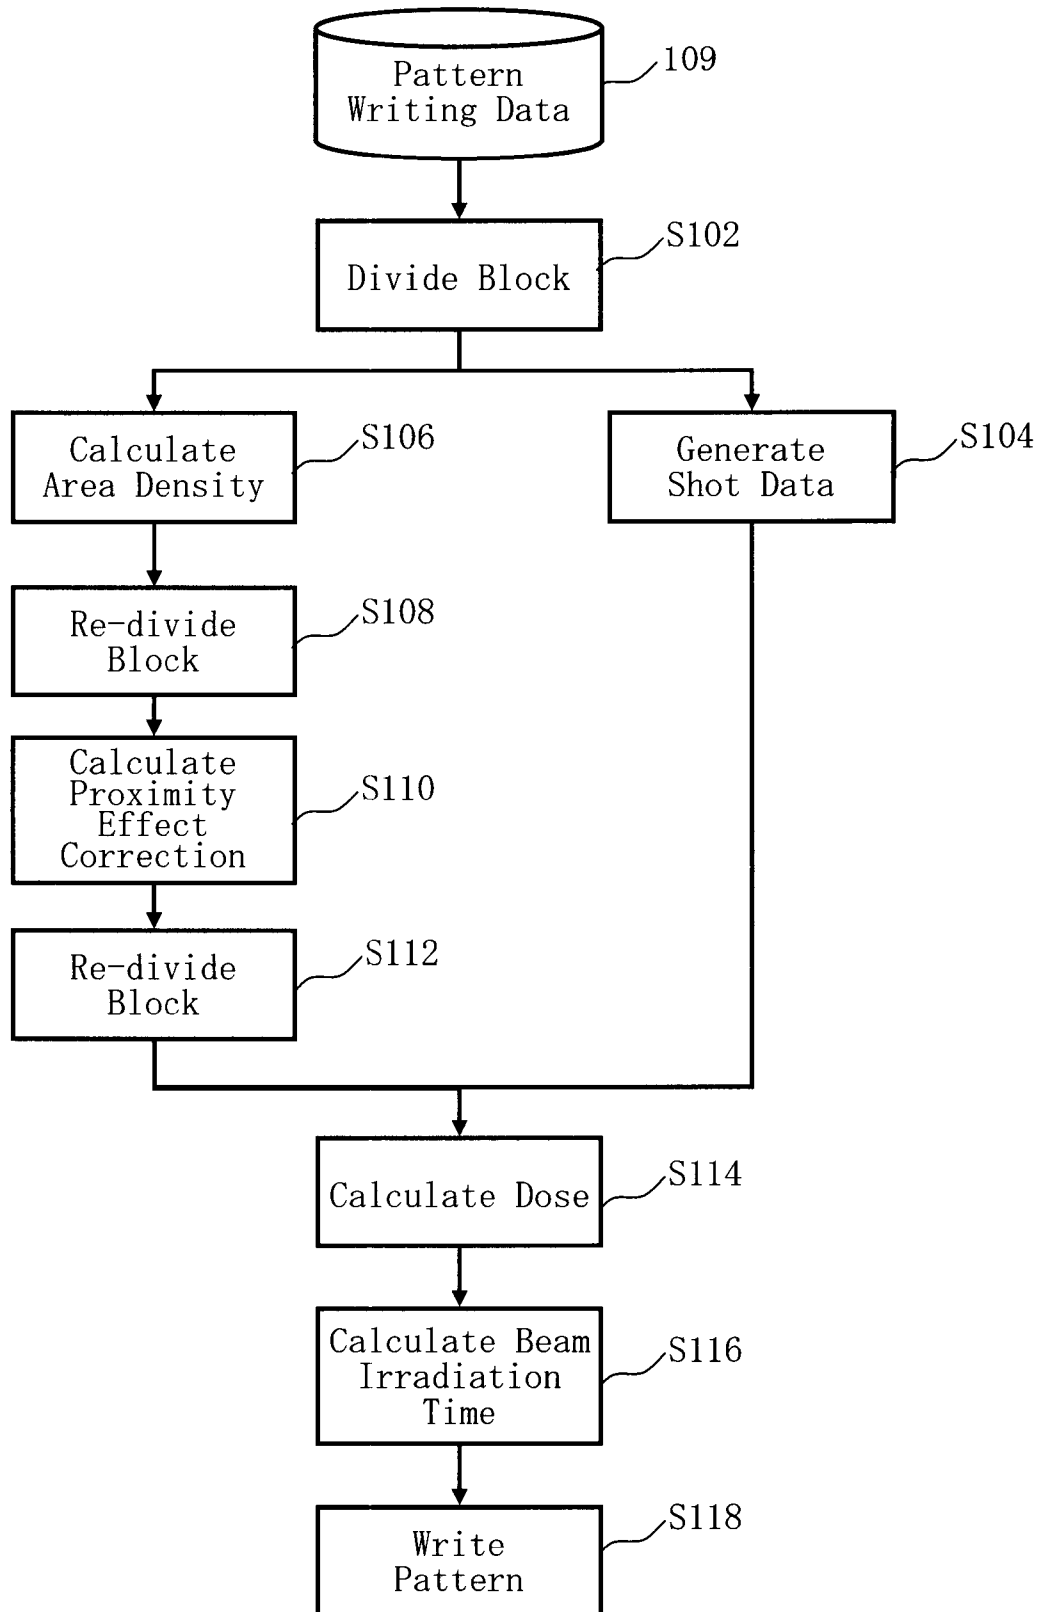 Pattern
Writing Data
109
Divide Block
S102
Calculate
Area Density
S106
Generate
Shot Data
S104
Re-divide
Block
S108
Calculate
Proximity
Effect
Correction
S110
Re-divide
Block
S112
Calculate Dose
S114
Calculate Beam
Irradiation
Time
S116
Write
Pattern
S118